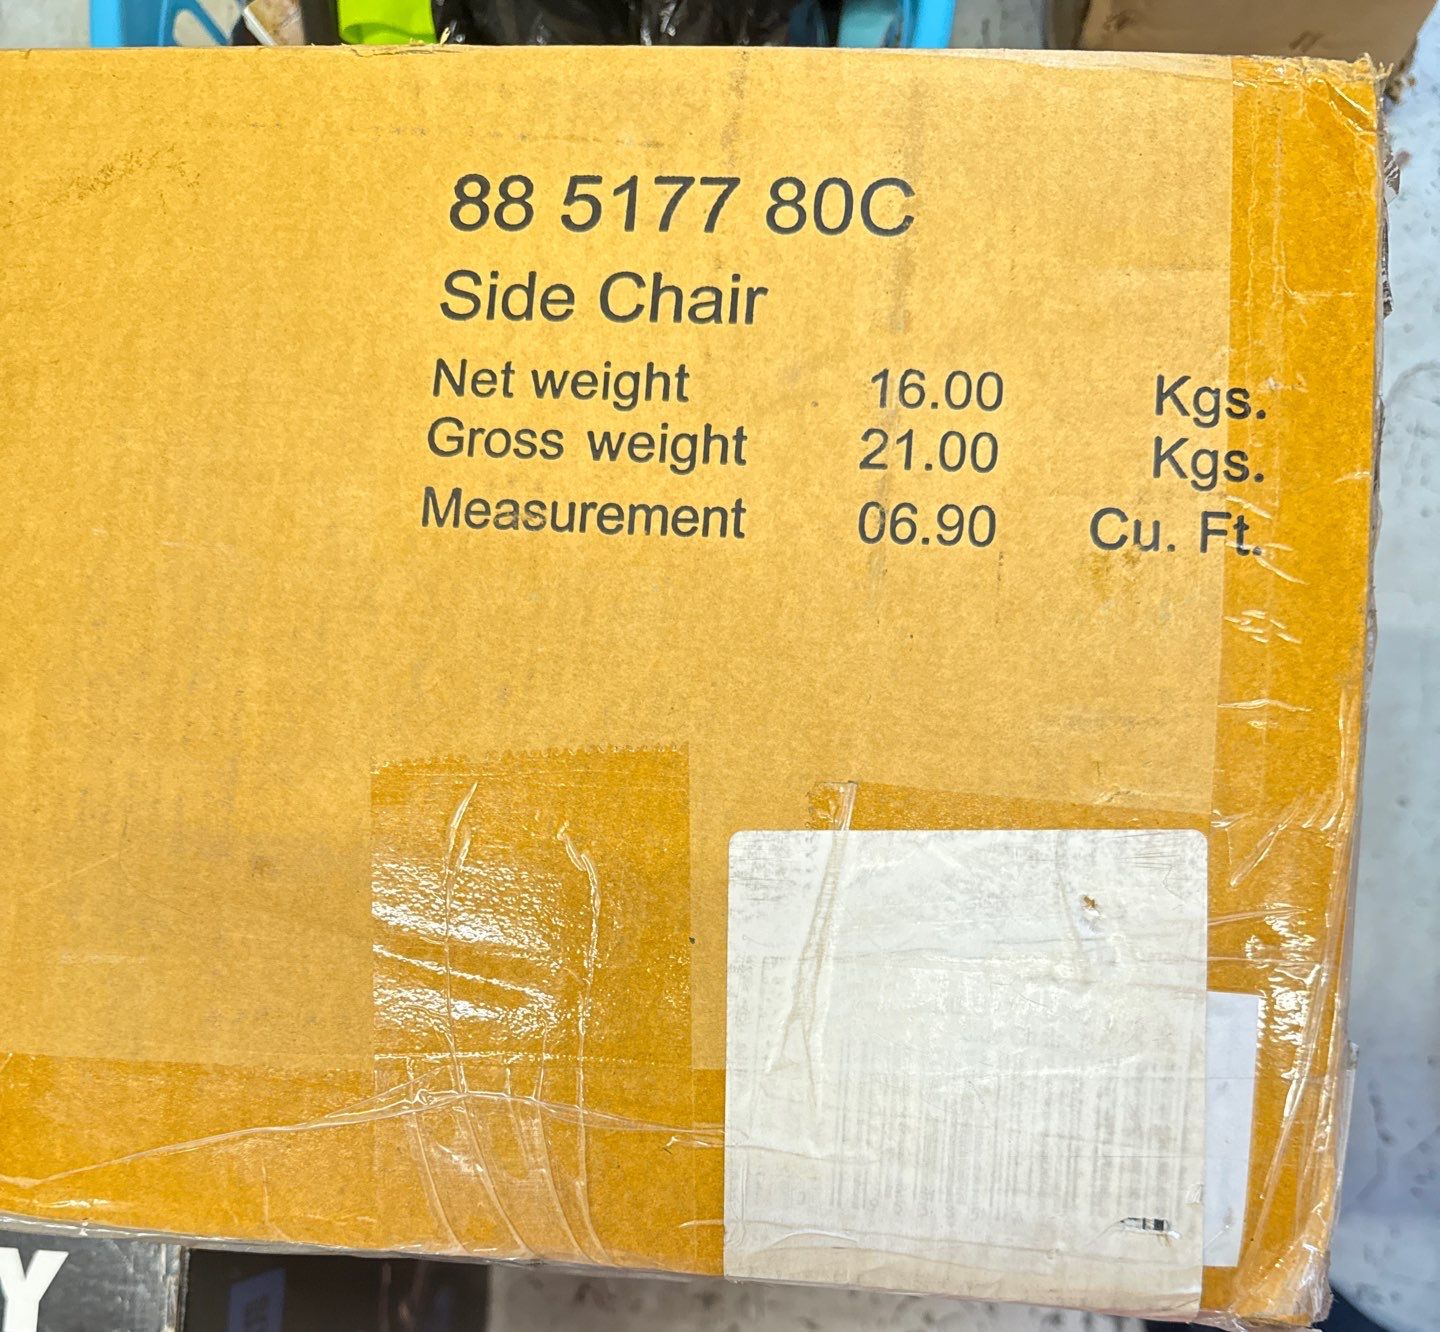 88 5177 80C
Side Chair
Net weight 16.00 Kgs.
Gross weight 21.00 Kgs.
Measurement 06.90 Cu. Ft.
Y